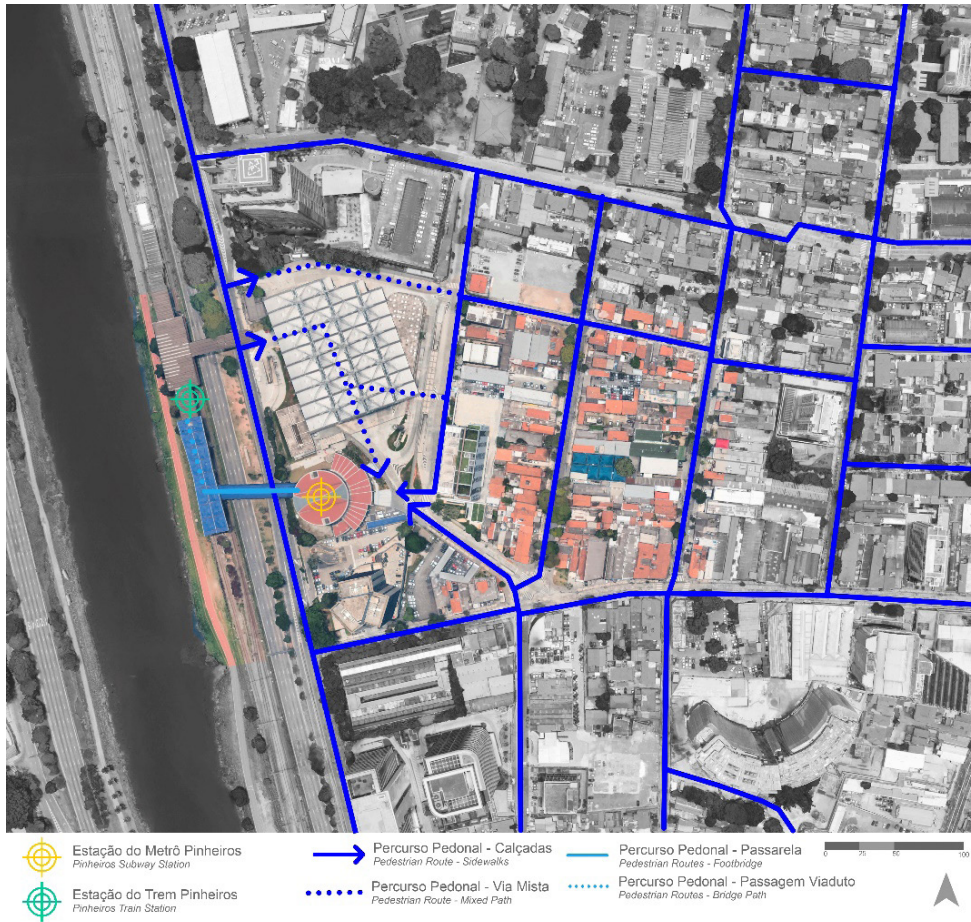 Estação do Metrô Pinheiros
Pinheiros Subway Station
Estação do Trem Pinheiros
Pinheiros Train Station
Percurso Pedonal - Calçadas
Pedestrian Route - Sidewalks
Percurso Pedonal - Via Mista
Pedestrian Route - Mixed Path
Percurso Pedonal - Passarela
Pedestrian Routes - Footbridge
Percurso Pedonal - Passagem Viaduto
Pedestrian Routes - Bridge Path
0 25 50 100